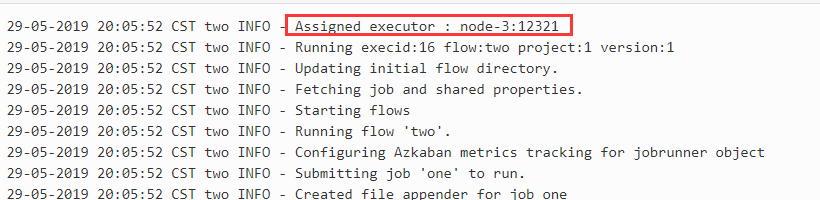 29-05-2019 20:05:52 CST two INFO - Assigned executor : node-3:12321
29-05-2019 20:05:52 CST two INFO - Running execid:16 flow:two project:1 version:1
29-05-2019 20:05:52 CST two INFO - Updating initial flow directory.
29-05-2019 20:05:52 CST two INFO - Fetching job and shared properties.
29-05-2019 20:05:52 CST two INFO - Starting flows
29-05-2019 20:05:52 CST two INFO - Running flow 'two'.
29-05-2019 20:05:52 CST two INFO - Configuring Azkaban metrics tracking for jobrunner object
29-05-2019 20:05:52 CST two INFO - Submitting job 'one' to run.
29-05-2019 20:05:52 CST two INFO - Created file appender for job one